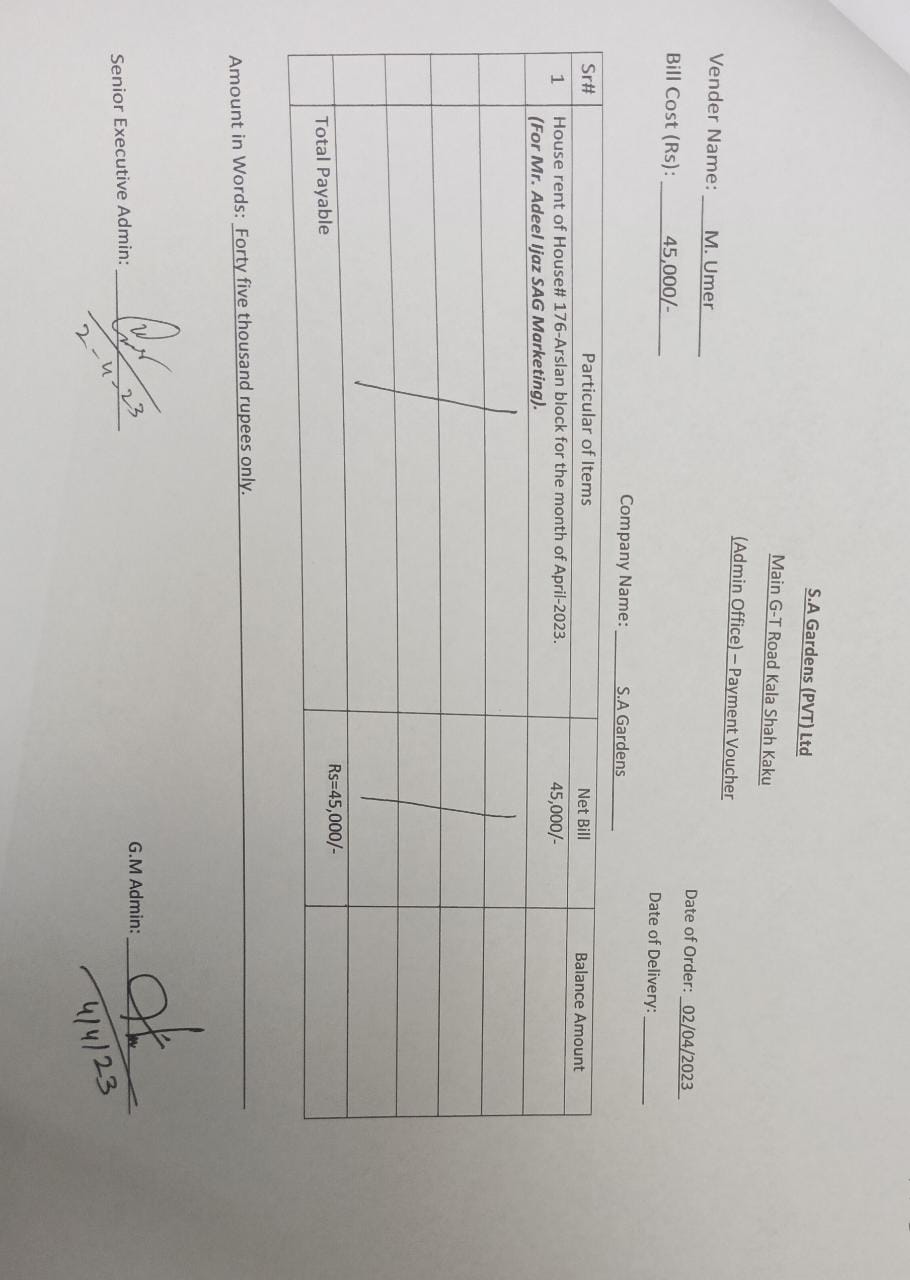 S.A Gardens (PVT) Ltd
Main G-T Road Kala Shah Kaku
(Admin Office) – Payment Voucher
Vender Name: M. Umer
Date of Order: 02/04/2023
Bill Cost (Rs): 45,000/-
Date of Delivery:
Company Name: S.A Gardens
Sr# Particular of Items Net Bill Balance Amount
1 House rent of House# 176-Arslan block for the month of April-2023. 45,000/-
(For Mr. Adeel Ijaz SAG Marketing).
Total Payable Rs=45,000/-
Amount in Words: Forty five thousand rupees only.
Senior Executive Admin: G.M Admin:
2-4-23 4/4/23